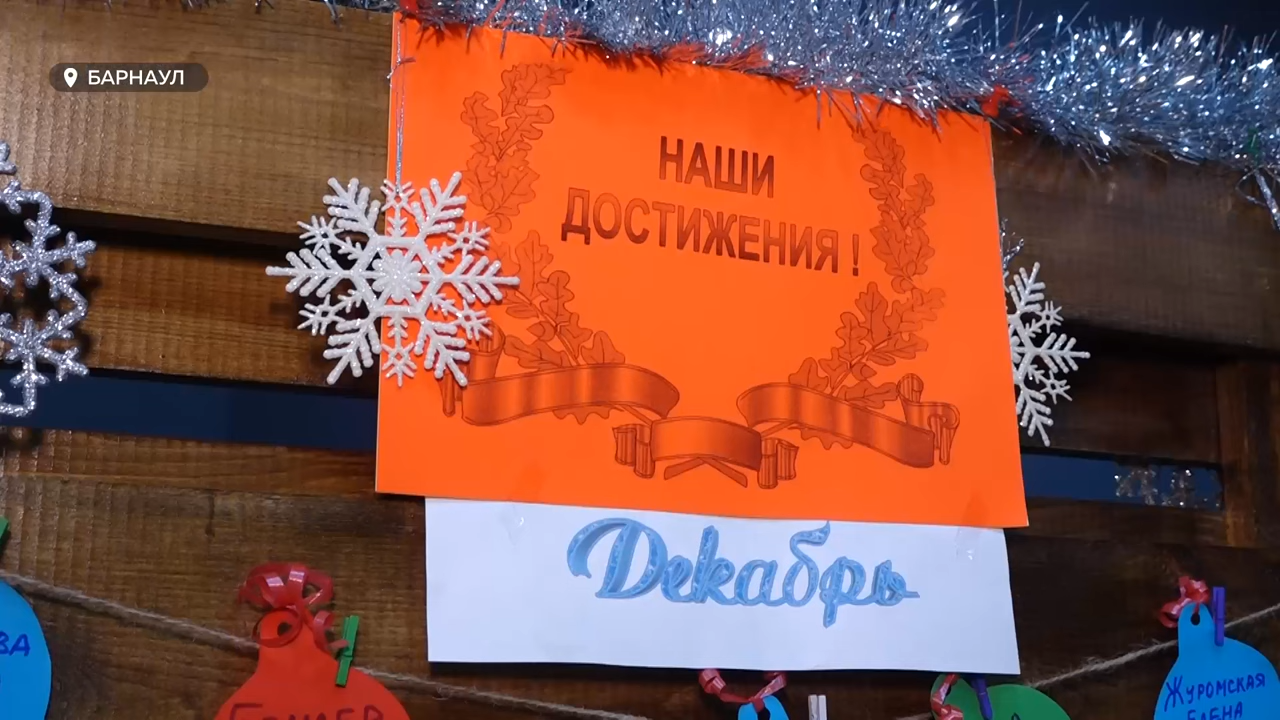 БАРНАУЛ
НАШИ
ДОСТИЖЕНИЯ !
Декабрь
ЖУРОМСКАЯ
ЕЛЕНА